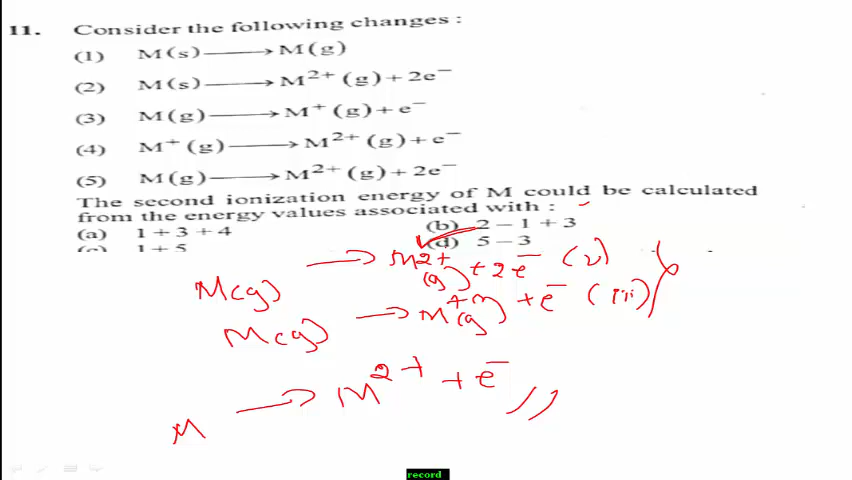 11. Consider the following changes :
(1) M(s) ⟶ M(g)
(2) M(s) ⟶ M²⁺(g) + 2e⁻
(3) M(g) ⟶ M⁺(g) + e⁻
(4) M⁺(g) ⟶ M²⁺(g) + e⁻
(5) M(g) ⟶ M²⁺(g) + 2e⁻
The second ionization energy of M could be calculated
from the energy values associated with :
(a) 1 + 3 + 4 (b) 2 − 1 + 3
1 + 5 (d) 5 − 3
M(g) ⟶ M²⁺(g) + 2e⁻ (v)
M(g) ⟶ M⁺(g) + e⁻ (iii)
M ⟶ M²⁺ + e⁻ //
record